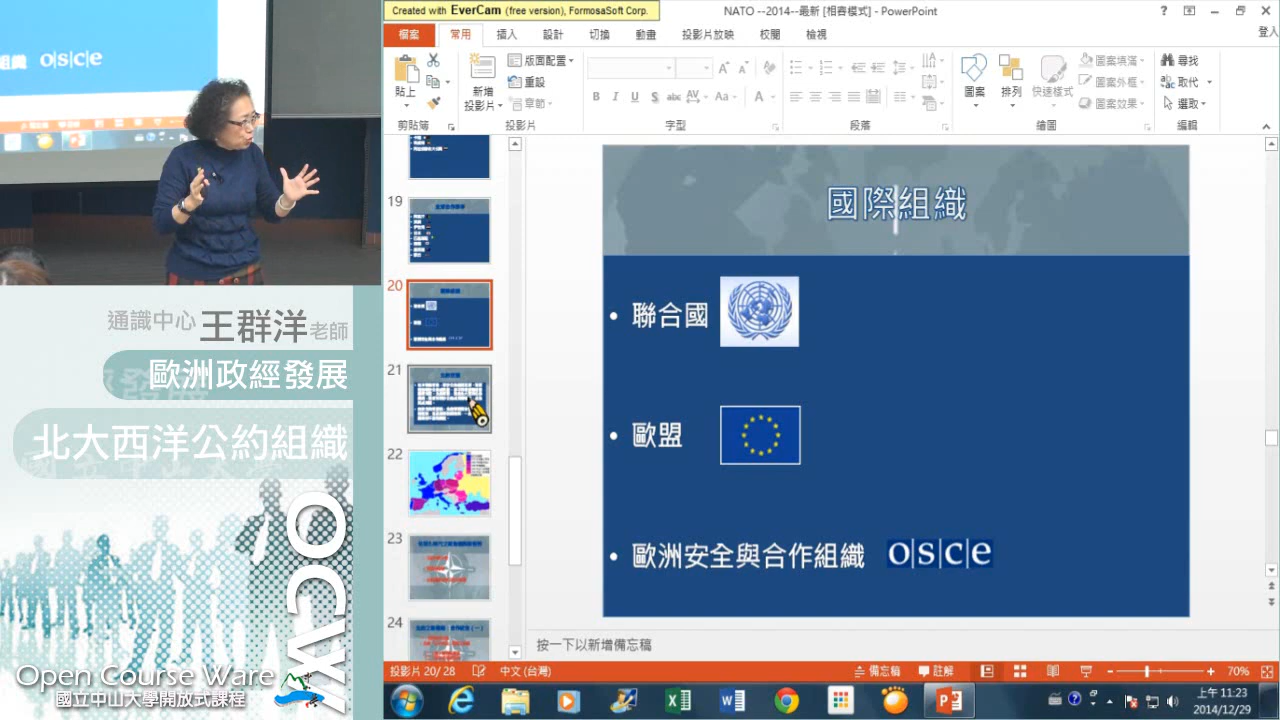 Created with EverCam (free version), FormosaSoft Corp.
NATO --2014--最新 [相容模式] - PowerPoint
檔案 常用 插入 設計 切換 動畫 投影片放映 校閱 檢視 登入
貼上
剪貼簿
新增
投影片
版面配置
重設
章節
投影片
B I U S abc AV Aa A
字型
段落
圖案
排列
快速樣式
圖案填滿
圖案外框
圖案效果
繪圖
尋找
取代
選取
編輯
19
20
21
22
23
24
國際組織
聯合國
歐盟
歐洲安全與合作組織 o|s|c|e
按一下以新增備忘稿
投影片 20/ 28 中文 (台灣) 備忘稿 註解 70%
上午 11:23
2014/12/29
組織 o|s|c|e
通識中心 王群洋 老師
歐洲政經發展
北大西洋公約組織
OCW
Open Course Ware
國立中山大學開放式課程